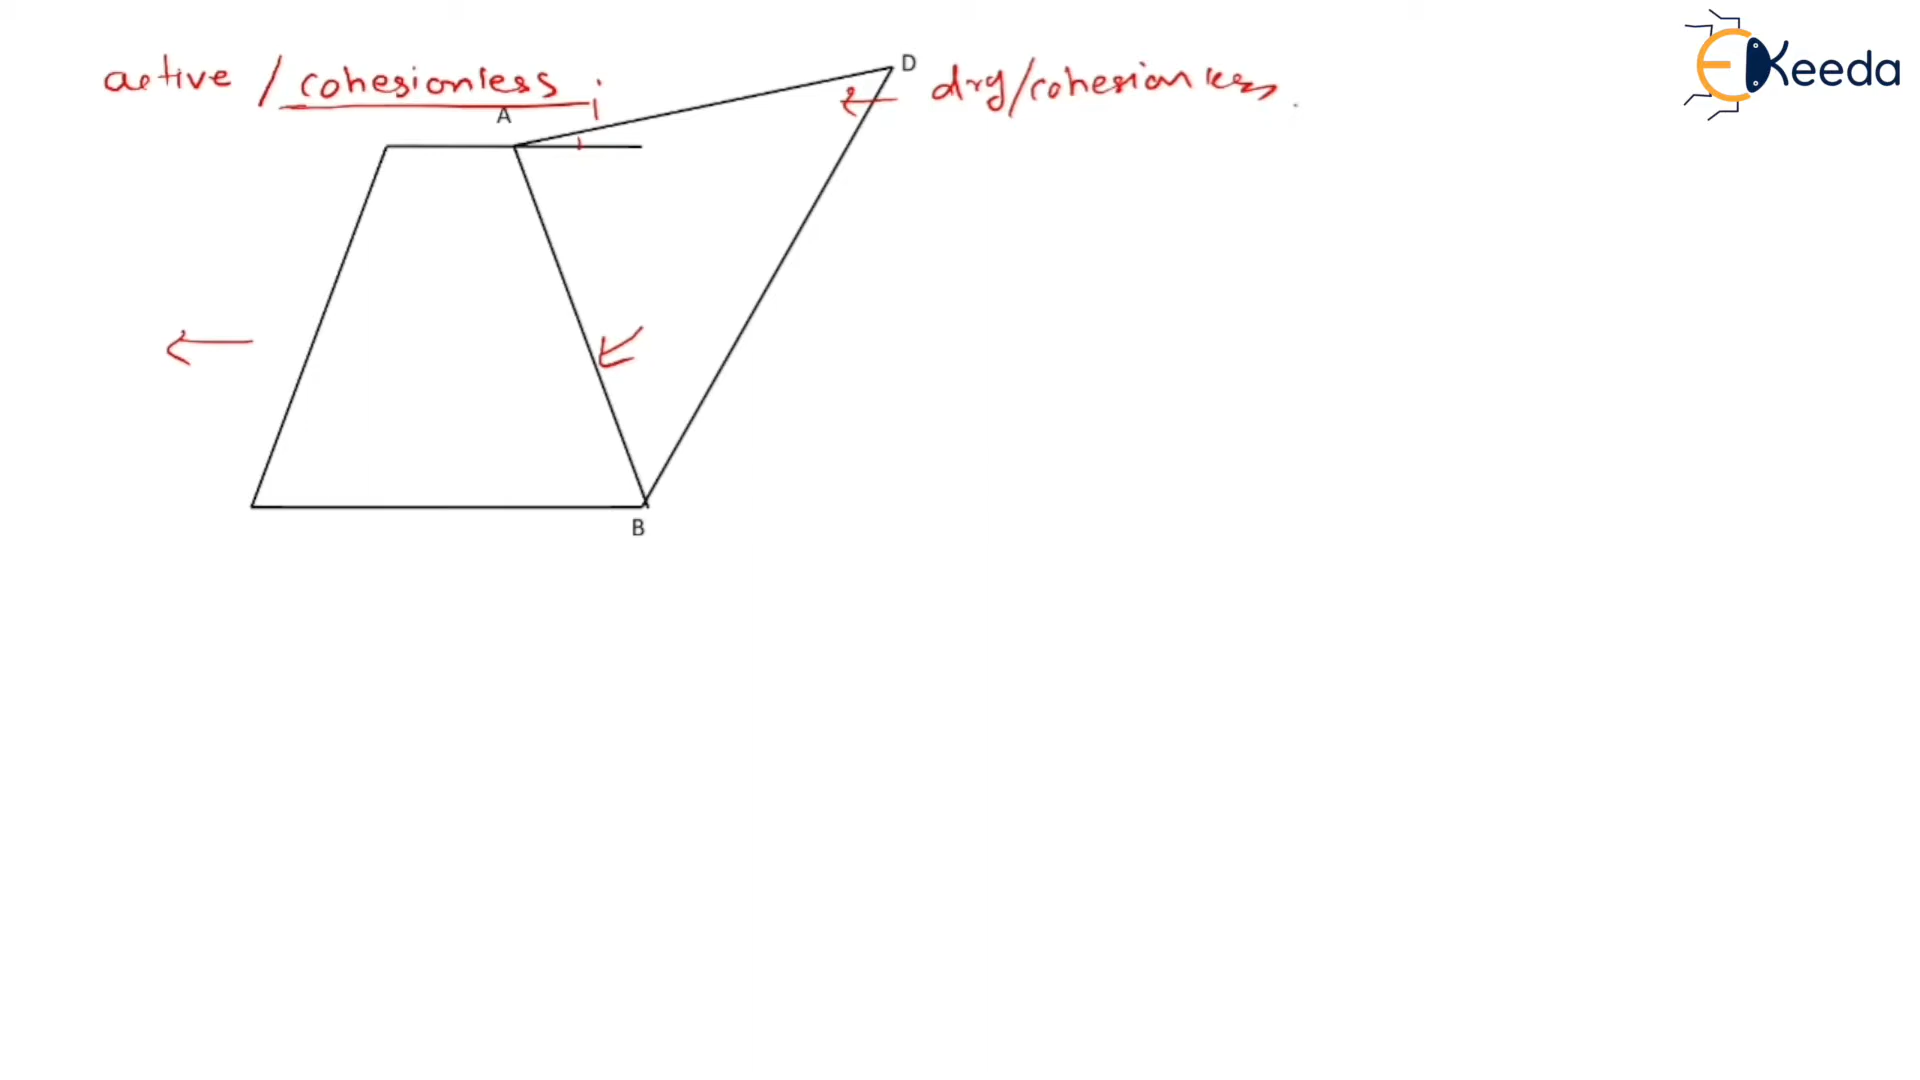 active / cohesionless i
A
D
dry/cohesionless.
B
Keeda